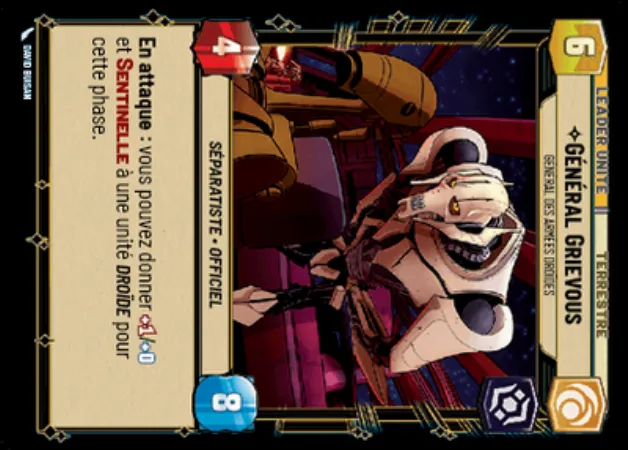 6
LEADER UNITÉ
TERRESTRE
GÉNÉRAL GRIEVOUS
GÉNÉRAL DES ARMÉES DROÏDES
4
SÉPARATISTE • OFFICIEL
8
En attaque : vous pouvez donner +1/+0
et SENTINELLE à une unité DROÏDE pour
cette phase.
DAVID BUISAN